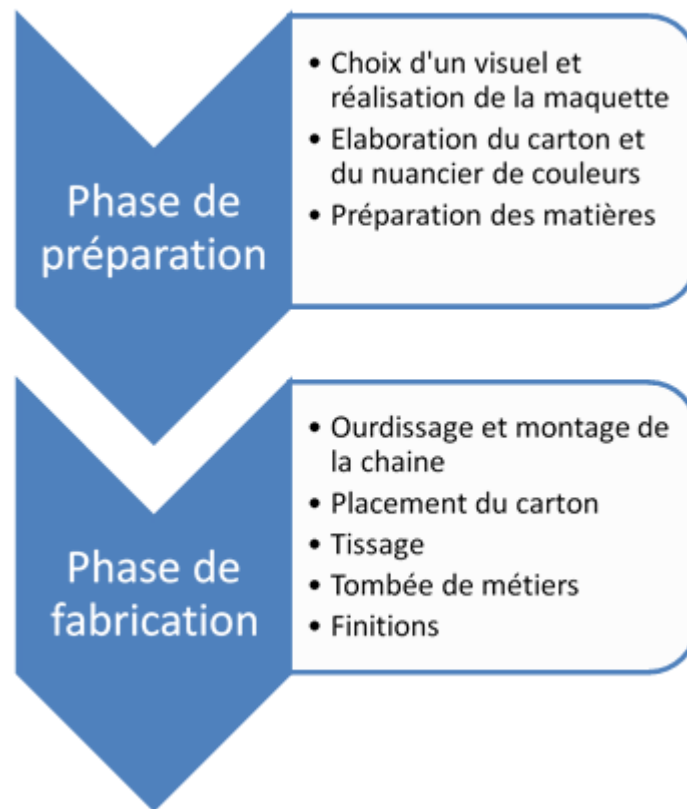 Phase de
préparation
• Choix d'un visuel et
réalisation de la maquette
• Elaboration du carton et
du nuancier de couleurs
• Préparation des matières
Phase de
fabrication
• Ourdissage et montage de
la chaine
• Placement du carton
• Tissage
• Tombée de métiers
• Finitions